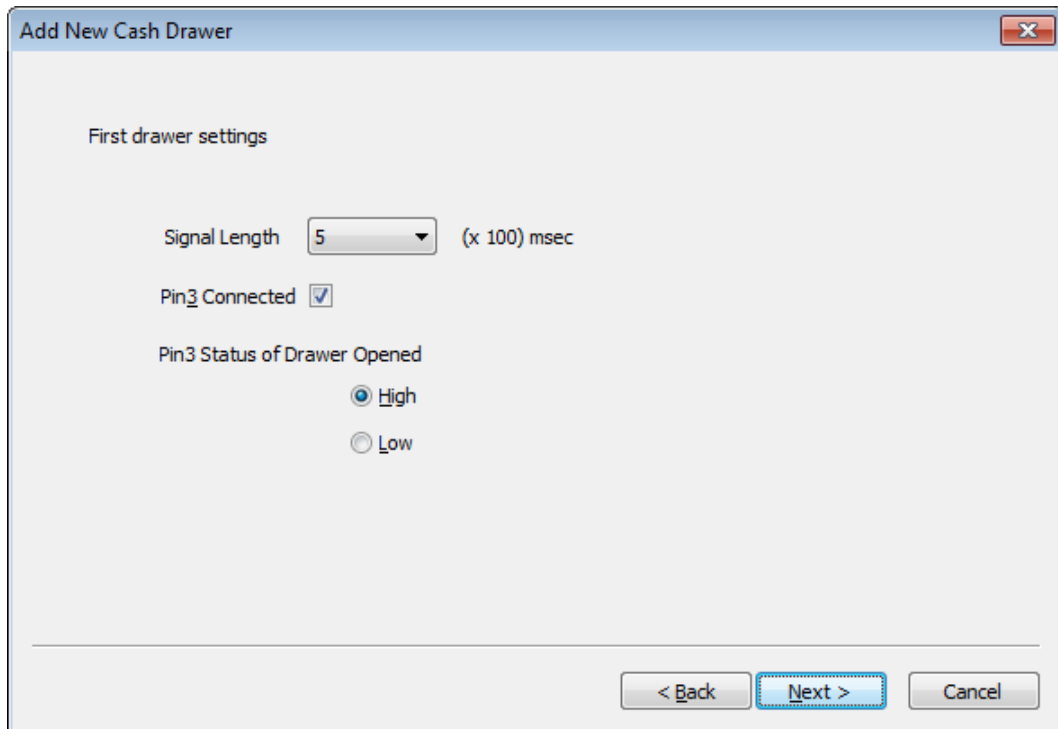 Add New Cash Drawer
First drawer settings
Signal Length 5 (x 100) msec
Pin3 Connected
Pin3 Status of Drawer Opened
High
Low
< Back Next > Cancel